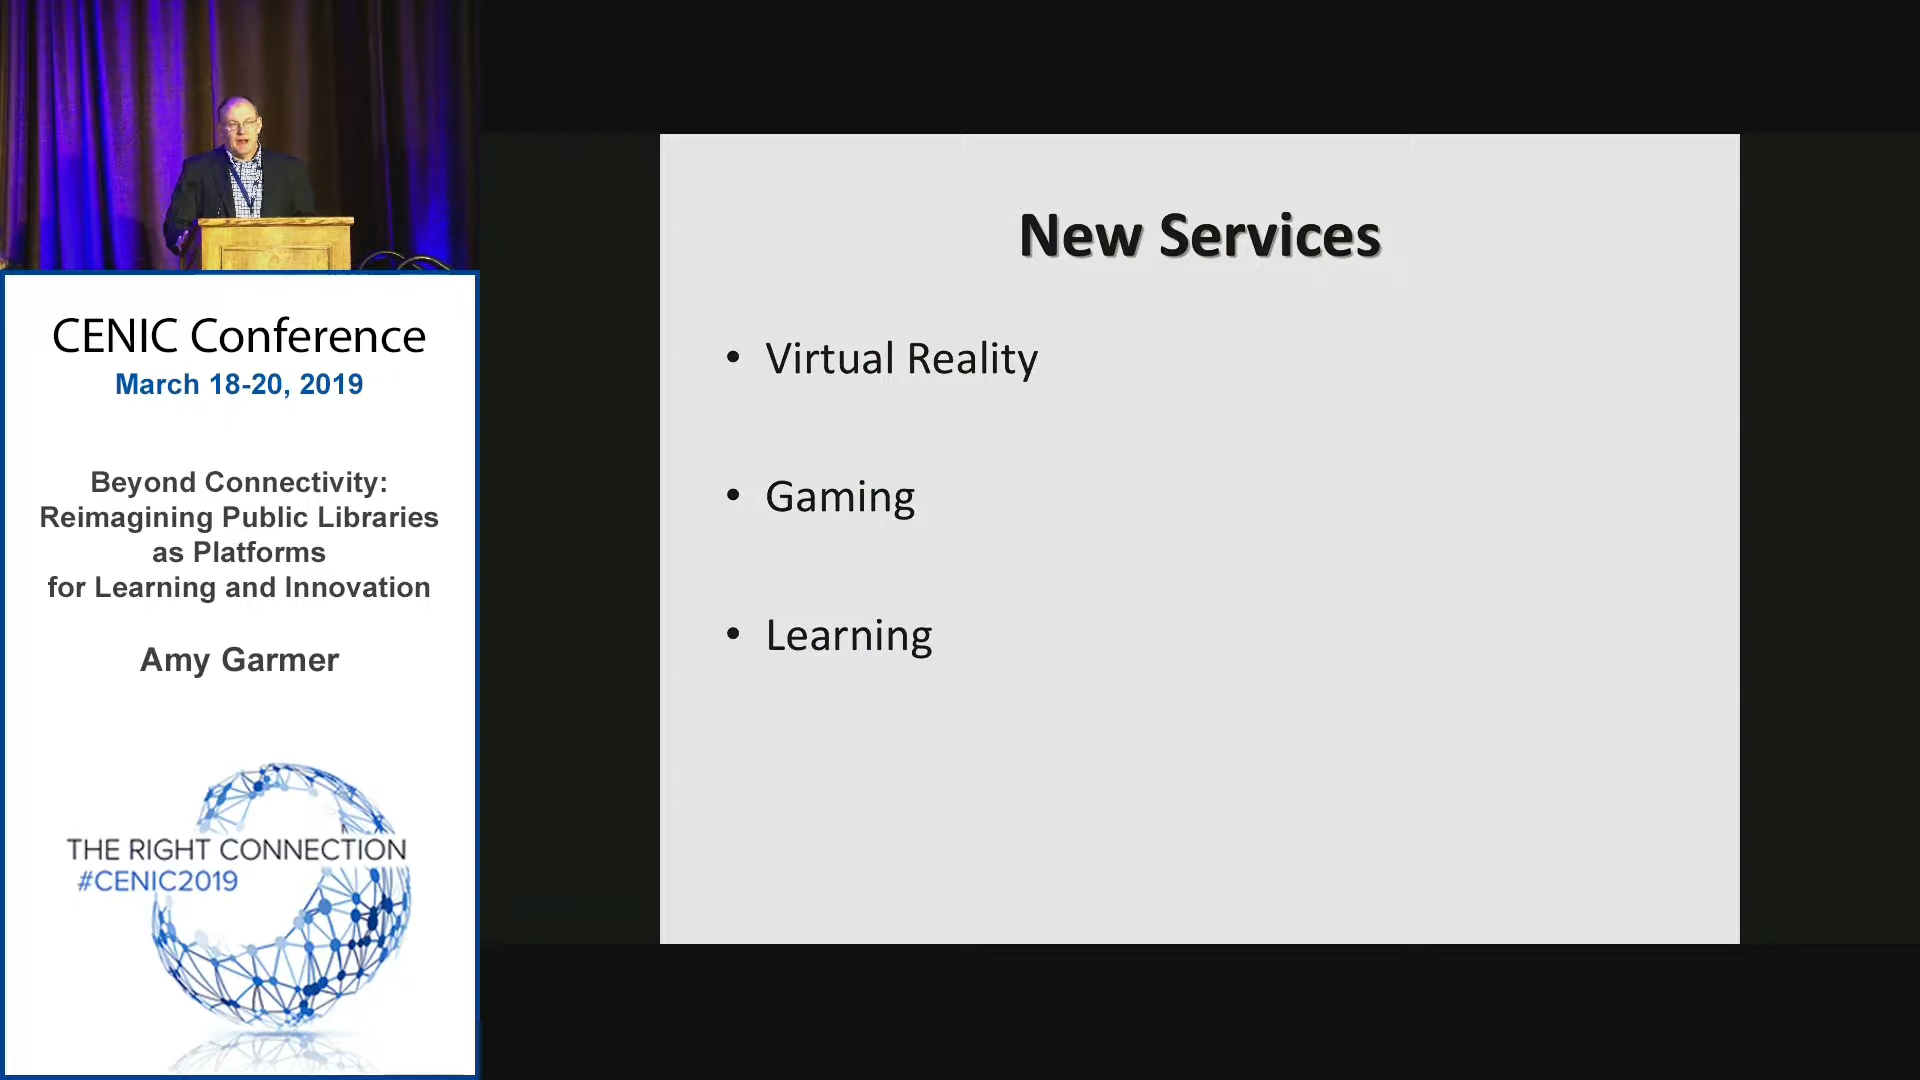 CENIC Conference
March 18-20, 2019
Beyond Connectivity:
Reimagining Public Libraries
as Platforms
for Learning and Innovation
Amy Garmer
THE RIGHT CONNECTION
#CENIC2019
New Services
• Virtual Reality
• Gaming
• Learning